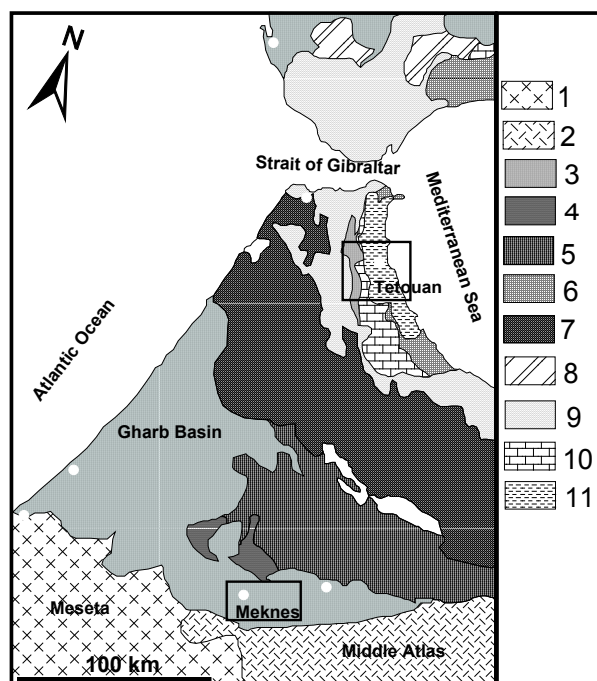 N
Strait of Gibraltar
Mediterranean Sea
Tetouan
Atlantic Ocean
Gharb Basin
Meseta
Meknes
Middle Atlas
100 km
1
2
3
4
5
6
7
8
9
10
11